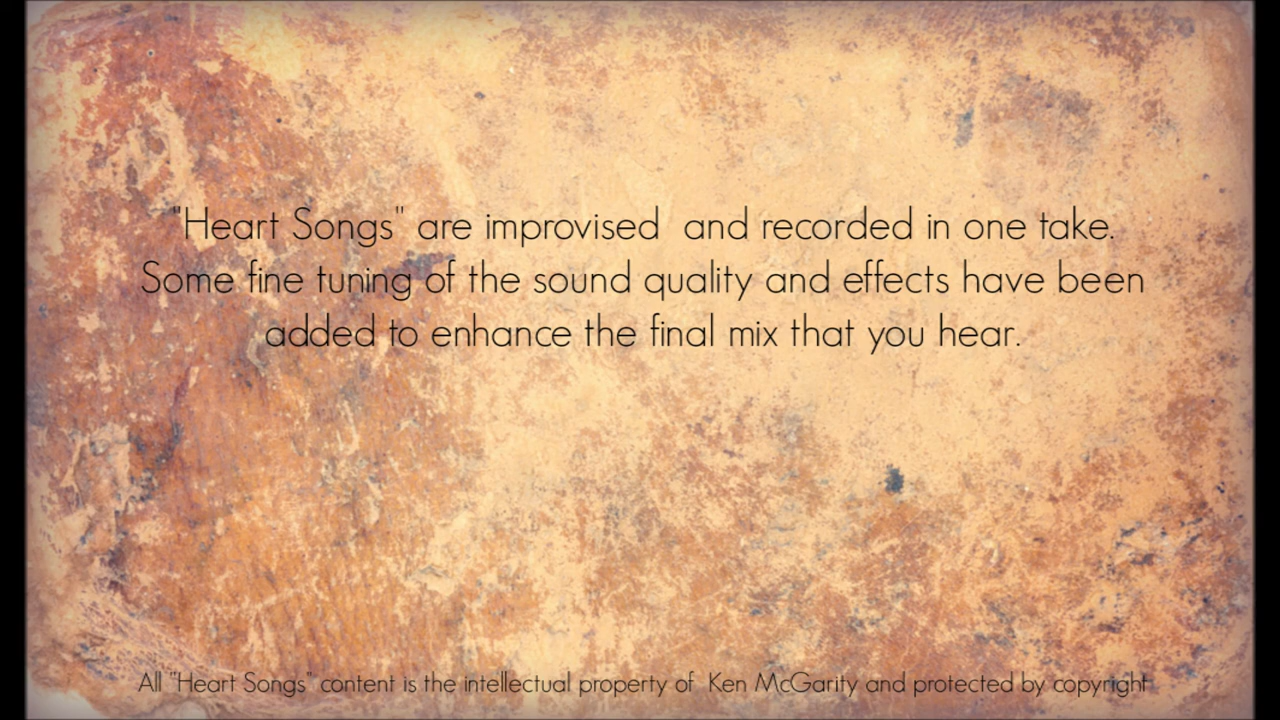 "Heart Songs" are improvised  and recorded in one take.
Some fine tuning of the sound quality and effects have been
added to enhance the final mix that you hear.
All "Heart Songs" content is the intellectual property of  Ken McGarity and protected by copyright